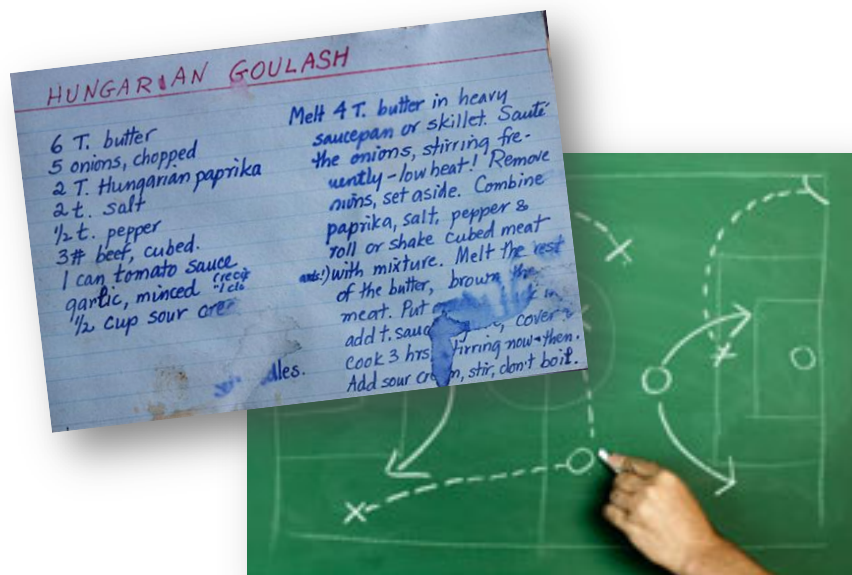 HUNGARIAN GOULASH
6 T. butter
5 onions, chopped
2 T. Hungarian paprika
2 t. salt
1/2 t. pepper
3# beef, cubed.
1 can tomato sauce
garlic, minced
1/2 cup sour
Melt 4 T. butter in heavy
saucepan or skillet. Sauté
the onions, stirring fre-
uently - low heat! Remove
nions, set aside. Combine
paprika, salt, pepper &
roll or shake cubed meat
with mixture. Melt the rest
of the butter, brown the
meat. Put
add t. cover &
cook 3 hrs, stirring now + then.
Add sour cream, stir, don't boil.